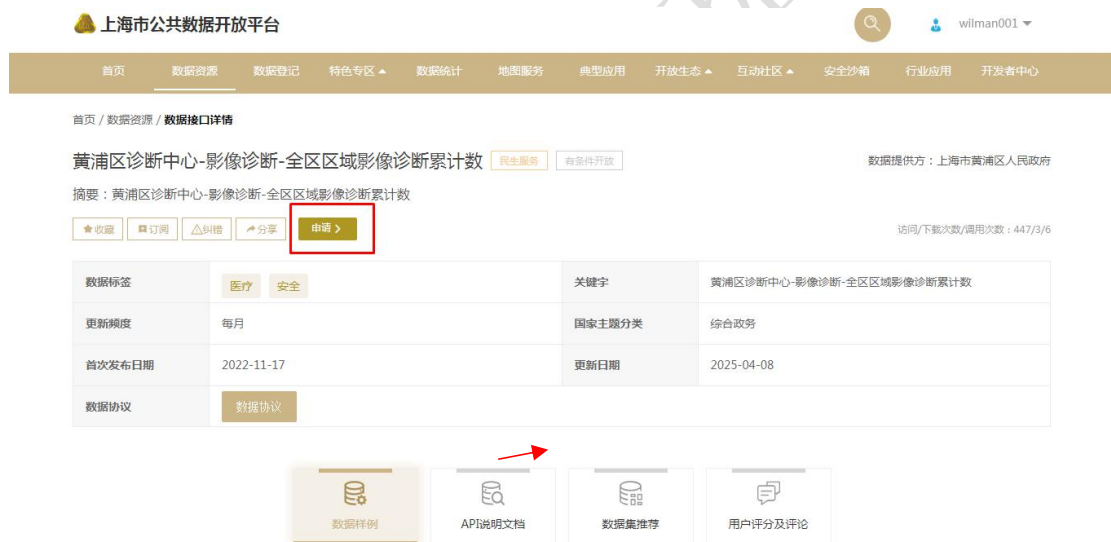 上海市公共数据开放平台
wilman001
首页 数据资源 数据登记 特色专区 数据统计 地图服务 典型应用 开放生态 互动社区 安全沙箱 行业应用 开发者中心
首页 / 数据资源 / 数据接口详情
黄浦区诊断中心-影像诊断-全区区域影像诊断累计数 民生服务 有条件开放 数据提供方：上海市黄浦区人民政府
摘要：黄浦区诊断中心-影像诊断-全区区域影像诊断累计数
收藏 订阅 纠错 分享 申请 访问/下载次数/调用次数：447/3/6
数据标签 医疗 安全 关键字 黄浦区诊断中心-影像诊断-全区区域影像诊断累计数
更新频度 每月 国家主题分类 综合政务
首次发布日期 2022-11-17 更新日期 2025-04-08
数据协议 数据协议
数据样例 API说明文档 数据集推荐 用户评分及评论